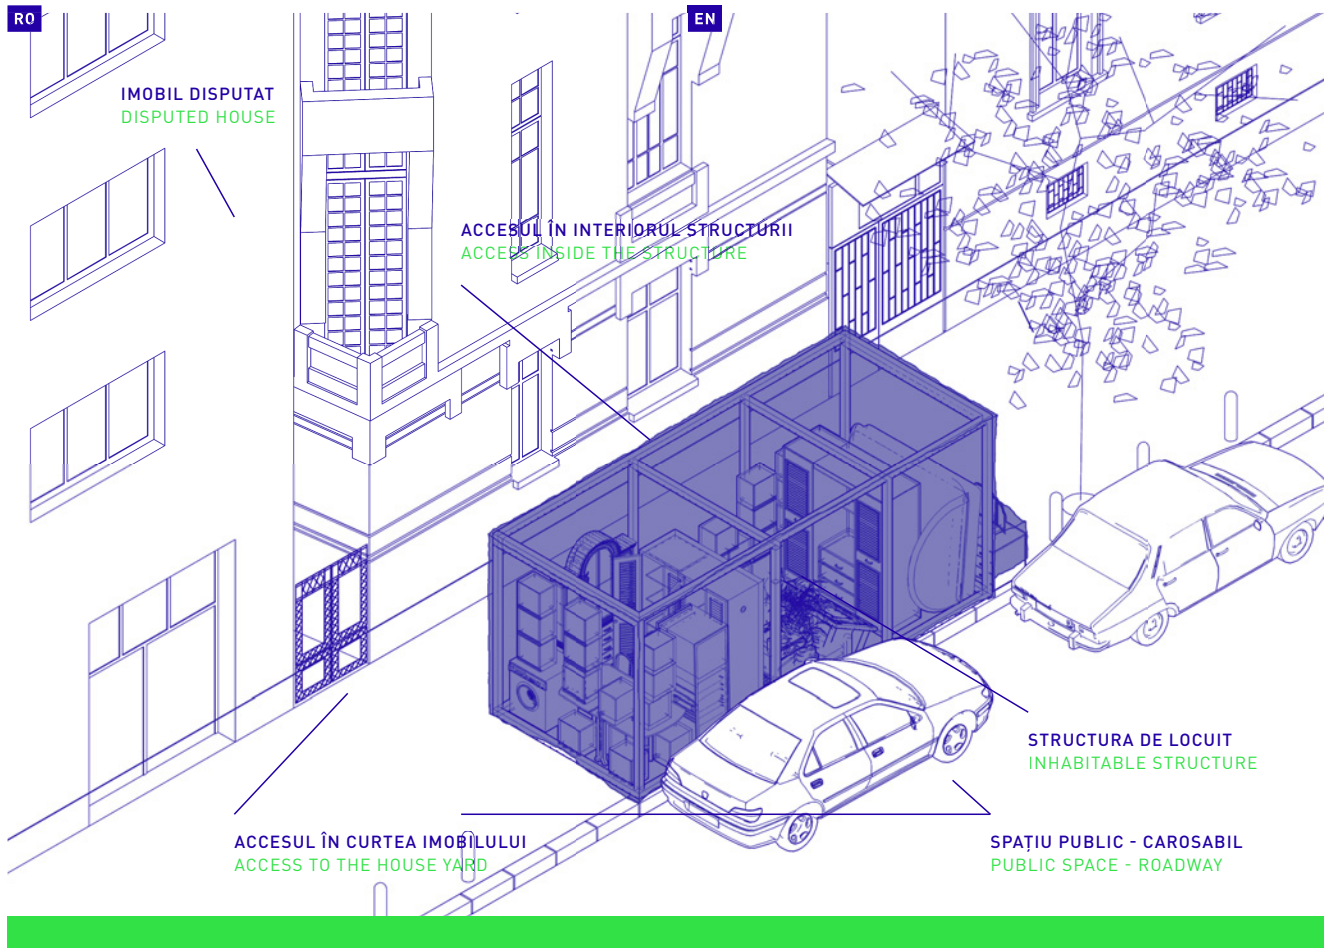 RO
EN
IMOBIL DISPUTAT
DISPUTED HOUSE
ACCESUL ÎN INTERIORUL STRUCTURII
ACCESS INSIDE THE STRUCTURE
STRUCTURA DE LOCUIT
INHABITABLE STRUCTURE
ACCESUL ÎN CURTEA IMOBILULUI
ACCESS TO THE HOUSE YARD
SPAȚIU PUBLIC - CAROSABIL
PUBLIC SPACE - ROADWAY